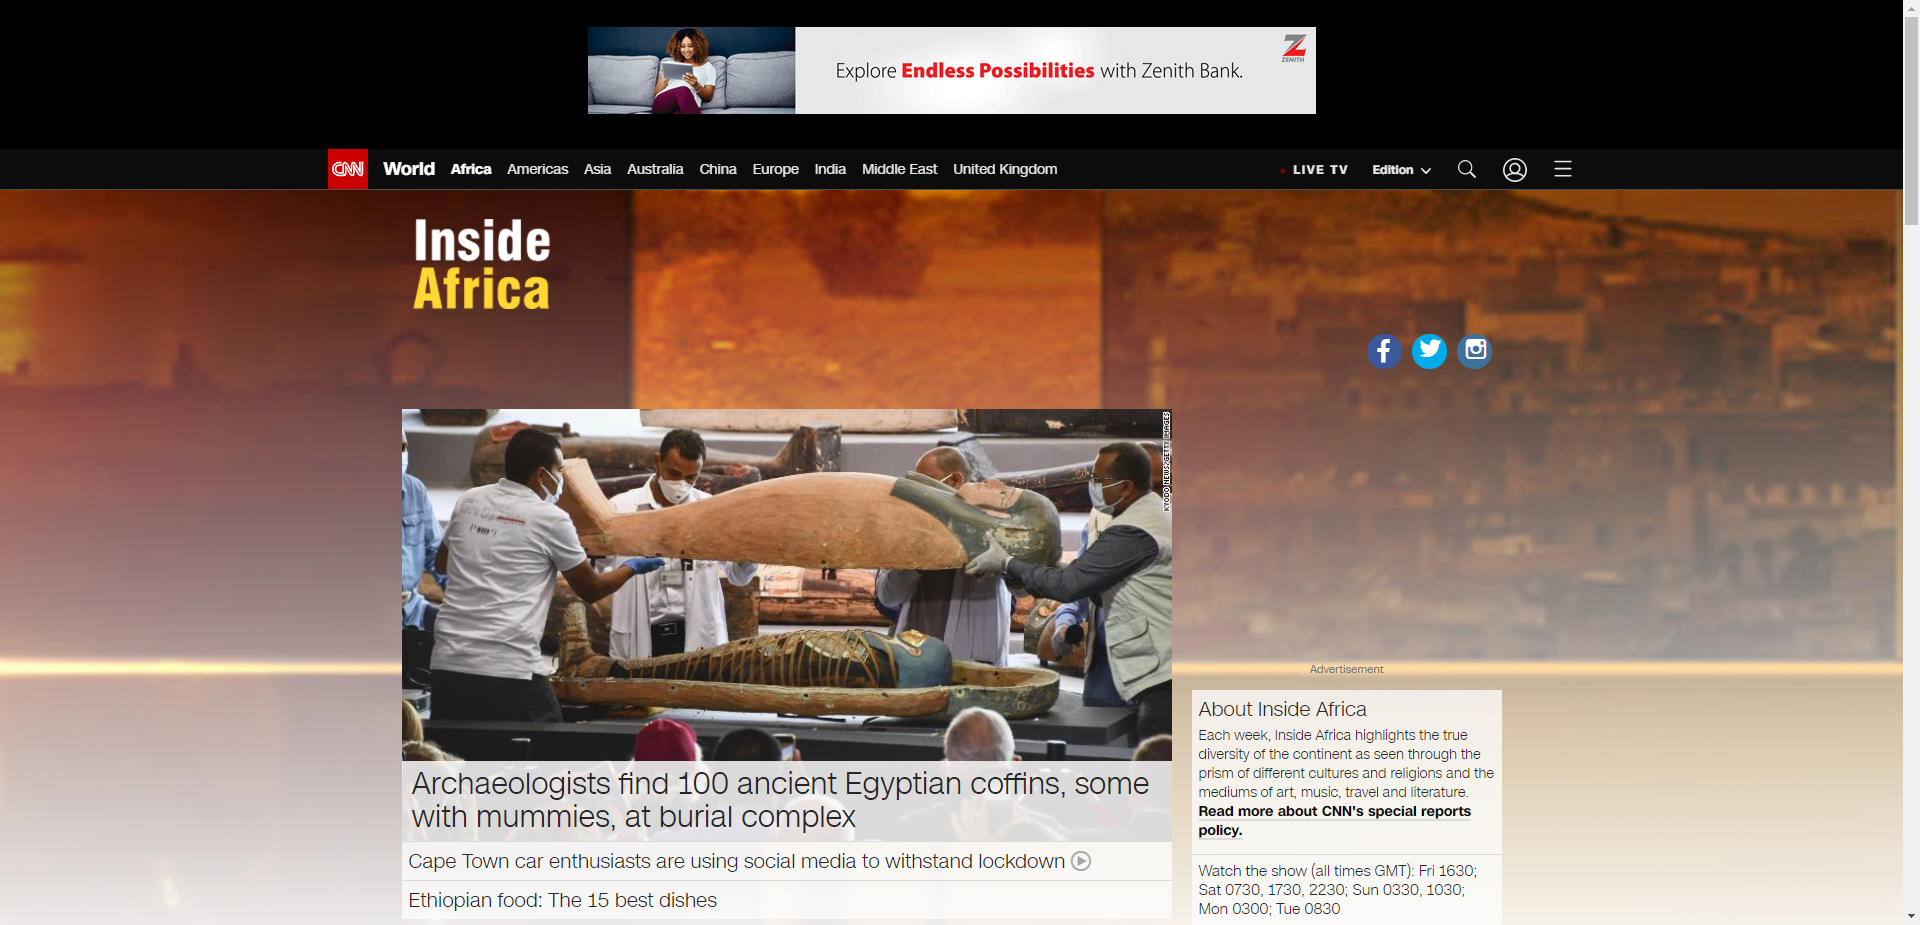 Explore Endless Possibilities with Zenith Bank.
ZENITH
CNN World Africa Americas Asia Australia China Europe India Middle East United Kingdom
LIVE TV Edition
Inside
Africa
KYODO NEWS/GETTY IMAGES
Archaeologists find 100 ancient Egyptian coffins, some
with mummies, at burial complex
Cape Town car enthusiasts are using social media to withstand lockdown
Ethiopian food: The 15 best dishes
Advertisement
About Inside Africa
Each week, Inside Africa highlights the true
diversity of the continent as seen through the
prism of different cultures and religions and the
mediums of art, music, travel and literature.
Read more about CNN's special reports
policy.
Watch the show (all times GMT): Fri 1630;
Sat 0730, 1730, 2230; Sun 0330, 1030;
Mon 0300; Tue 0830